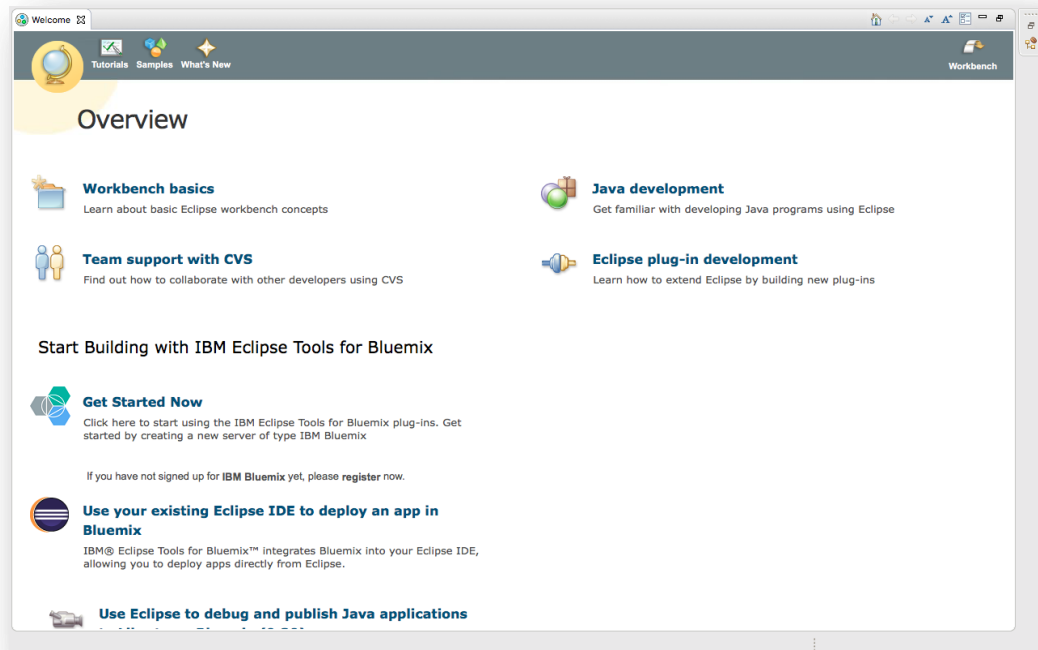 Welcome
Tutorials Samples What's New
Workbench
Overview
Workbench basics
Learn about basic Eclipse workbench concepts
Java development
Get familiar with developing Java programs using Eclipse
Team support with CVS
Find out how to collaborate with other developers using CVS
Eclipse plug-in development
Learn how to extend Eclipse by building new plug-ins
Start Building with IBM Eclipse Tools for Bluemix
Get Started Now
Click here to start using the IBM Eclipse Tools for Bluemix plug-ins. Get
started by creating a new server of type IBM Bluemix
If you have not signed up for IBM Bluemix yet, please register now.
Use your existing Eclipse IDE to deploy an app in
Bluemix
IBM® Eclipse Tools for Bluemix™ integrates Bluemix into your Eclipse IDE,
allowing you to deploy apps directly from Eclipse.
Use Eclipse to debug and publish Java applications